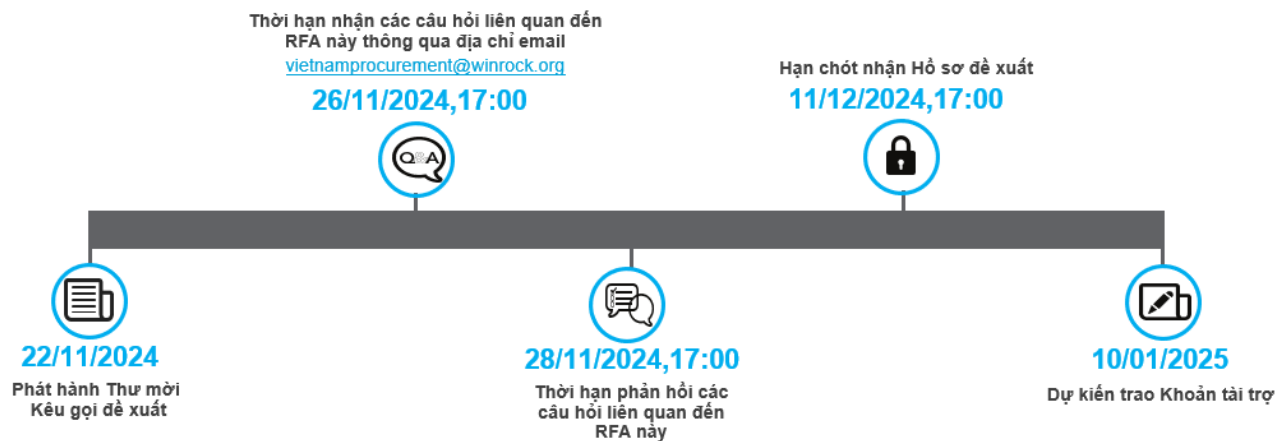 Thời hạn nhận các câu hỏi liên quan đến
RFA này thông qua địa chỉ email
vietnamprocurement@winrock.org
26/11/2024,17:00
Q&A
Hạn chót nhận Hồ sơ đề xuất
11/12/2024,17:00
22/11/2024
Phát hành Thư mời
Kêu gọi đề xuất
28/11/2024,17:00
Thời hạn phản hồi các
câu hỏi liên quan đến
RFA này
10/01/2025
Dự kiến trao Khoản tài trợ